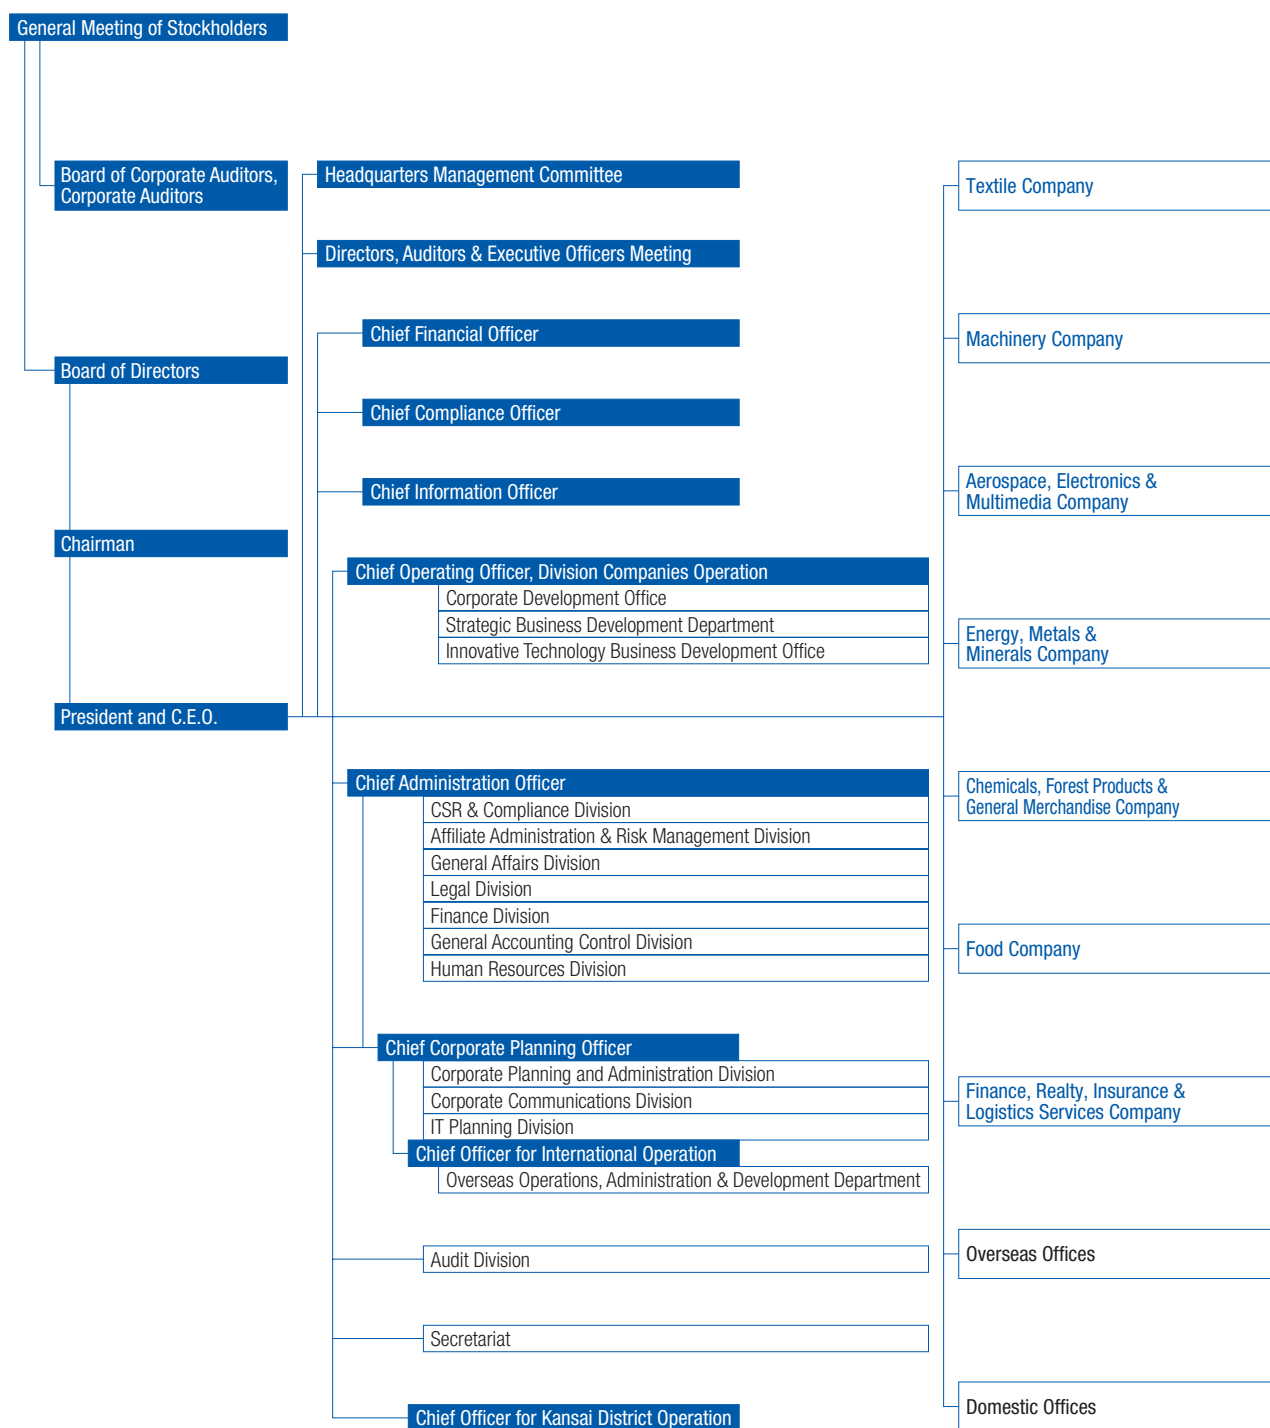 General Meeting of Stockholders
Board of Corporate Auditors,
Corporate Auditors
Board of Directors
Chairman
President and C.E.O.
Headquarters Management Committee
Directors, Auditors & Executive Officers Meeting
Chief Financial Officer
Chief Compliance Officer
Chief Information Officer
Chief Operating Officer, Division Companies Operation
Corporate Development Office
Strategic Business Development Department
Innovative Technology Business Development Office
Chief Administration Officer
CSR & Compliance Division
Affiliate Administration & Risk Management Division
General Affairs Division
Legal Division
Finance Division
General Accounting Control Division
Human Resources Division
Chief Corporate Planning Officer
Corporate Planning and Administration Division
Corporate Communications Division
IT Planning Division
Chief Officer for International Operation
Overseas Operations, Administration & Development Department
Audit Division
Secretariat
Chief Officer for Kansai District Operation
Textile Company
Machinery Company
Aerospace, Electronics &
Multimedia Company
Energy, Metals &
Minerals Company
Chemicals, Forest Products &
General Merchandise Company
Food Company
Finance, Realty, Insurance &
Logistics Services Company
Overseas Offices
Domestic Offices